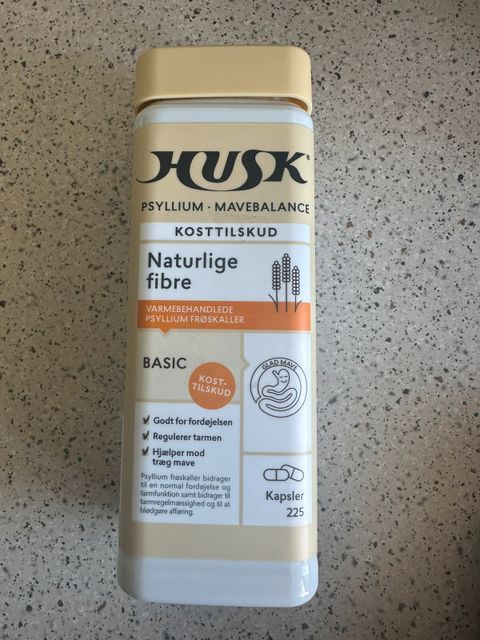 HUSK®
PSYLLIUM · MAVEBALANCE
KOSTTILSKUD
Naturlige
fibre
VARMEBEHANDLEDE
PSYLLIUM FRØSKALLER
BASIC
KOST-
TILSKUD
GLAD MAVE
Godt for fordøjelsen
Regulerer tarmen
Hjælper mod
træg mave
Psyllium frøskaller bidrager
til en normal fordøjelse og
tarmfunktion samt bidrager til
tarmregelmæssighed og til at
blødgøre afføring.
Kapsler
225